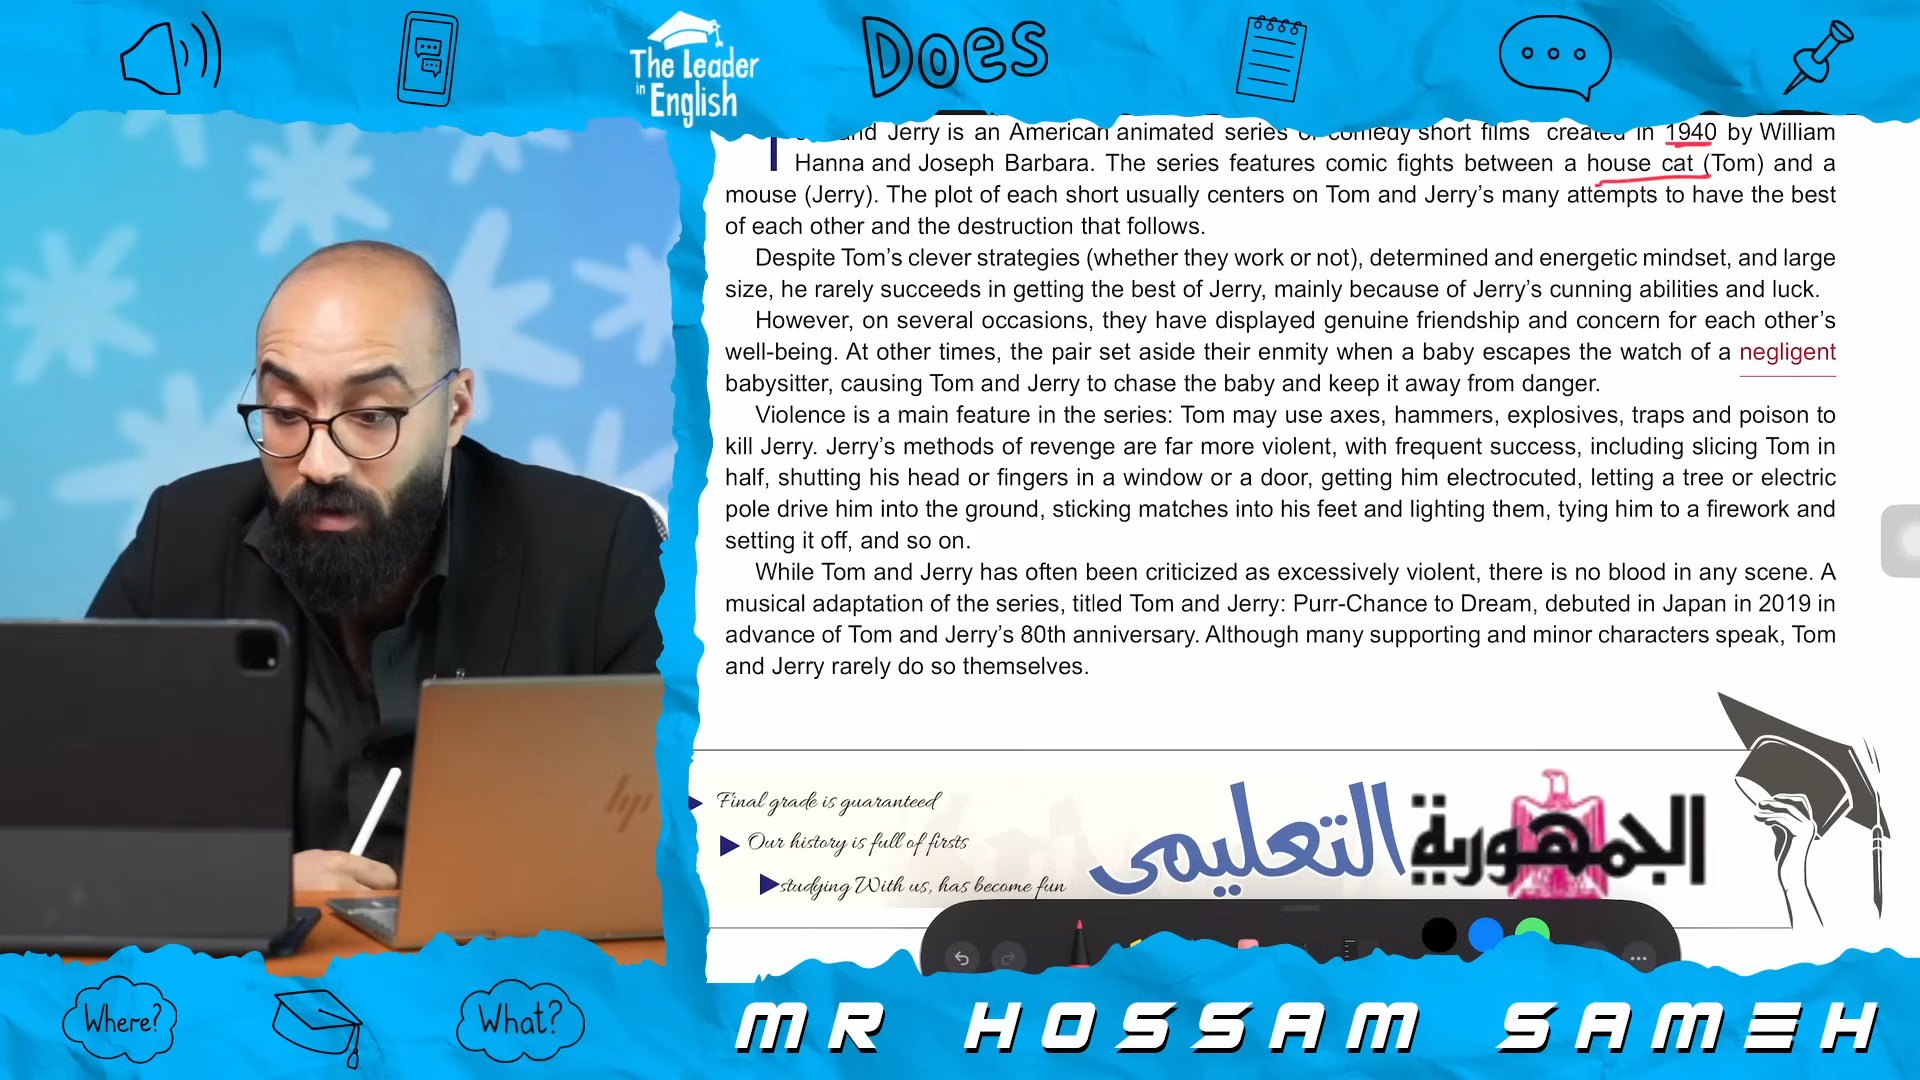 The Leader
in English
Does
and Jerry is an American animated series of comedy short films created in 1940 by William
Hanna and Joseph Barbara. The series features comic fights between a house cat (Tom) and a
mouse (Jerry). The plot of each short usually centers on Tom and Jerry’s many attempts to have the best
of each other and the destruction that follows.
Despite Tom’s clever strategies (whether they work or not), determined and energetic mindset, and large
size, he rarely succeeds in getting the best of Jerry, mainly because of Jerry’s cunning abilities and luck.
However, on several occasions, they have displayed genuine friendship and concern for each other’s
well-being. At other times, the pair set aside their enmity when a baby escapes the watch of a negligent
babysitter, causing Tom and Jerry to chase the baby and keep it away from danger.
Violence is a main feature in the series: Tom may use axes, hammers, explosives, traps and poison to
kill Jerry. Jerry’s methods of revenge are far more violent, with frequent success, including slicing Tom in
half, shutting his head or fingers in a window or a door, getting him electrocuted, letting a tree or electric
pole drive him into the ground, sticking matches into his feet and lighting them, tying him to a firework and
setting it off, and so on.
While Tom and Jerry has often been criticized as excessively violent, there is no blood in any scene. A
musical adaptation of the series, titled Tom and Jerry: Purr-Chance to Dream, debuted in Japan in 2019 in
advance of Tom and Jerry’s 80th anniversary. Although many supporting and minor characters speak, Tom
and Jerry rarely do so themselves.
Final grade is guaranteed
Our history is full of firsts
studying With us, has become fun
الجمهورية التعليمى
hp
Where?
What?
MR HOSSAM SAMEH